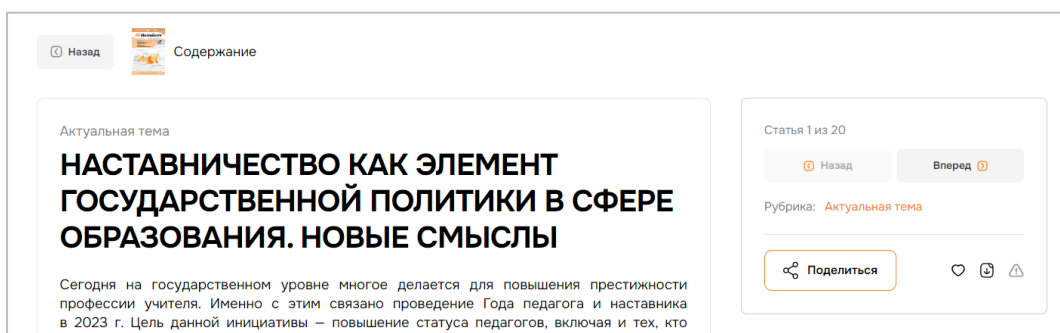 Назад
Содержание
Актуальная тема
НАСТАВНИЧЕСТВО КАК ЭЛЕМЕНТ
ГОСУДАРСТВЕННОЙ ПОЛИТИКИ В СФЕРЕ
ОБРАЗОВАНИЯ. НОВЫЕ СМЫСЛЫ
Сегодня на государственном уровне многое делается для повышения престижности
профессии учителя. Именно с этим связано проведение Года педагога и наставника
в 2023 г. Цель данной инициативы – повышение статуса педагогов, включая и тех, кто
Статья 1 из 20
Назад
Вперед
Рубрика: Актуальная тема
Поделиться